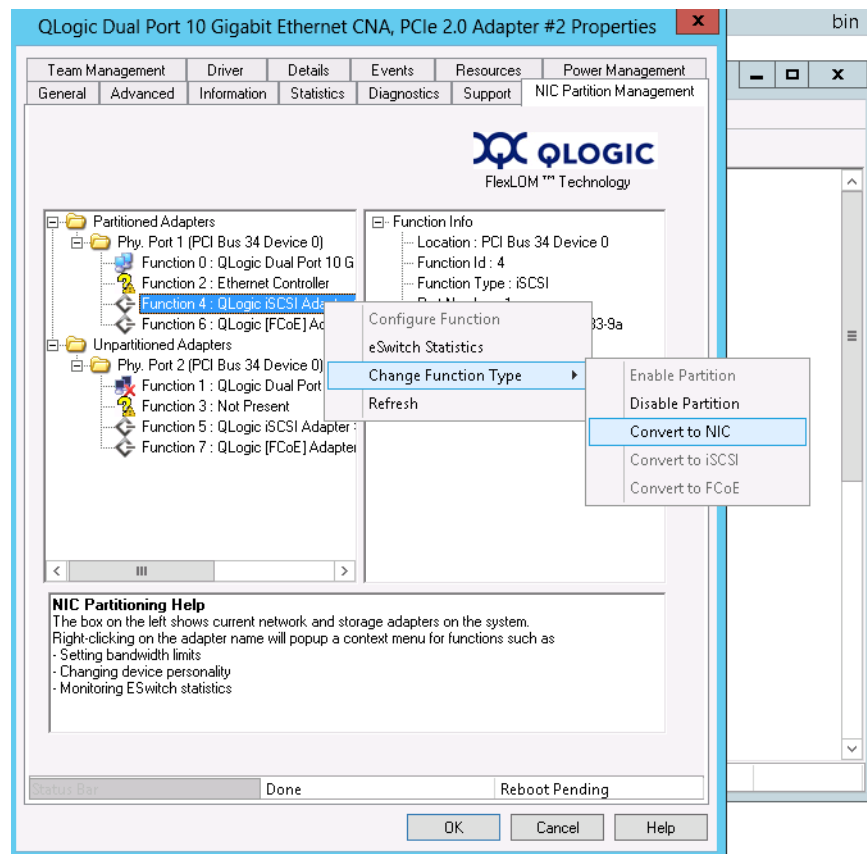 QLogic Dual Port 10 Gigabit Ethernet CNA, PCIe 2.0 Adapter #2 Properties
x
bin
x
Team Management Driver Details Events Resources Power Management
General Advanced Information Statistics Diagnostics Support NIC Partition Management
QLOGIC
FlexLOM ™ Technology
Partitioned Adapters
Phy. Port 1 (PCI Bus 34 Device 0)
Function 0 : QLogic Dual Port 10 G
Function 2 : Ethernet Controller
Function 4 : QLogic iSCSI
Function 6 : QLogic [FCoE]
Unpartitioned Adapters
Phy. Port 2 (PCI Bus 34 Device 0)
Function 1 : QLogic Dual Port
Function 3 : Not Present
Function 5 : QLogic iSCSI Adapter
Function 7 : QLogic [FCoE] Adapter
Function Info
Location : PCI Bus 34 Device 0
Function Id : 4
Function Type : iSCSI
33-9a
Configure Function
eSwitch Statistics
Change Function Type
Refresh
Enable Partition
Disable Partition
Convert to NIC
Convert to iSCSI
Convert to FCoE
NIC Partitioning Help
The box on the left shows current network and storage adapters on the system.
Right-clicking on the adapter name will popup a context menu for functions such as
- Setting bandwidth limits
- Changing device personality
- Monitoring ESwitch statistics
Status Bar Done Reboot Pending
OK Cancel Help